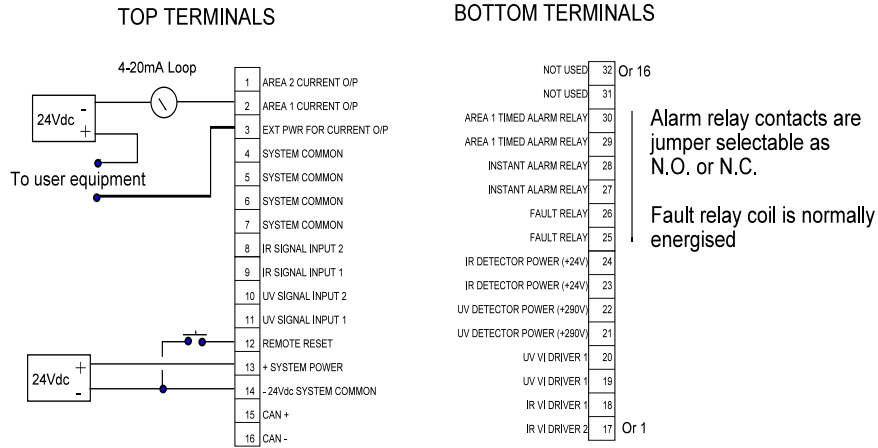 TOP TERMINALS
BOTTOM TERMINALS
4-20mA Loop
24Vdc
-
+
To user equipment
24Vdc
+
-
1 AREA 2 CURRENT O/P
2 AREA 1 CURRENT O/P
3 EXT PWR FOR CURRENT O/P
4 SYSTEM COMMON
5 SYSTEM COMMON
6 SYSTEM COMMON
7 SYSTEM COMMON
8 IR SIGNAL INPUT 2
9 IR SIGNAL INPUT 1
10 UV SIGNAL INPUT 2
11 UV SIGNAL INPUT 1
12 REMOTE RESET
13 + SYSTEM POWER
14 - 24Vdc SYSTEM COMMON
15 CAN +
16 CAN -
NOT USED 32 Or 16
NOT USED 31
AREA 1 TIMED ALARM RELAY 30
AREA 1 TIMED ALARM RELAY 29
INSTANT ALARM RELAY 28
INSTANT ALARM RELAY 27
FAULT RELAY 26
FAULT RELAY 25
IR DETECTOR POWER (+24V) 24
IR DETECTOR POWER (+24V) 23
UV DETECTOR POWER (+290V) 22
UV DETECTOR POWER (+290V) 21
UV VI DRIVER 1 20
UV VI DRIVER 1 19
IR VI DRIVER 1 18
IR VI DRIVER 2 17 Or 1
Alarm relay contacts are
jumper selectable as
N.O. or N.C.
Fault relay coil is normally
energised